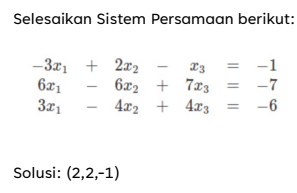 Selesaikan Sistem Persamaan berikut:
−3x₁ + 2x₂ − x₃ = −1
6x₁ − 6x₂ + 7x₃ = −7
3x₁ − 4x₂ + 4x₃ = −6
Solusi: (2,2,-1)